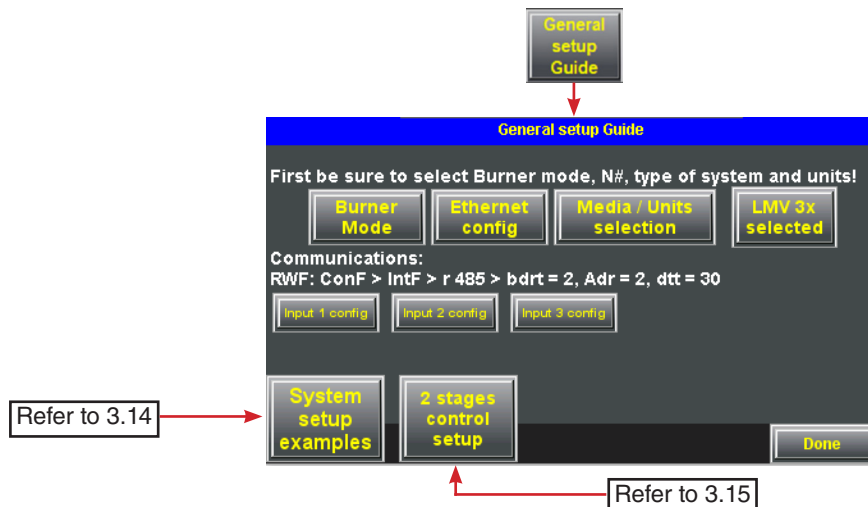 General
setup
Guide
General setup Guide
First be sure to select Burner mode, N#, type of system and units!
Burner
Mode
Ethernet
config
Media / Units
selection
LMV 3x
selected
Communications:
RWF: ConF > IntF > r 485 > bdrt = 2, Adr = 2, dtt = 30
Input 1 config
Input 2 config
Input 3 config
System
setup
examples
2 stages
control
setup
Done
Refer to 3.14
Refer to 3.15